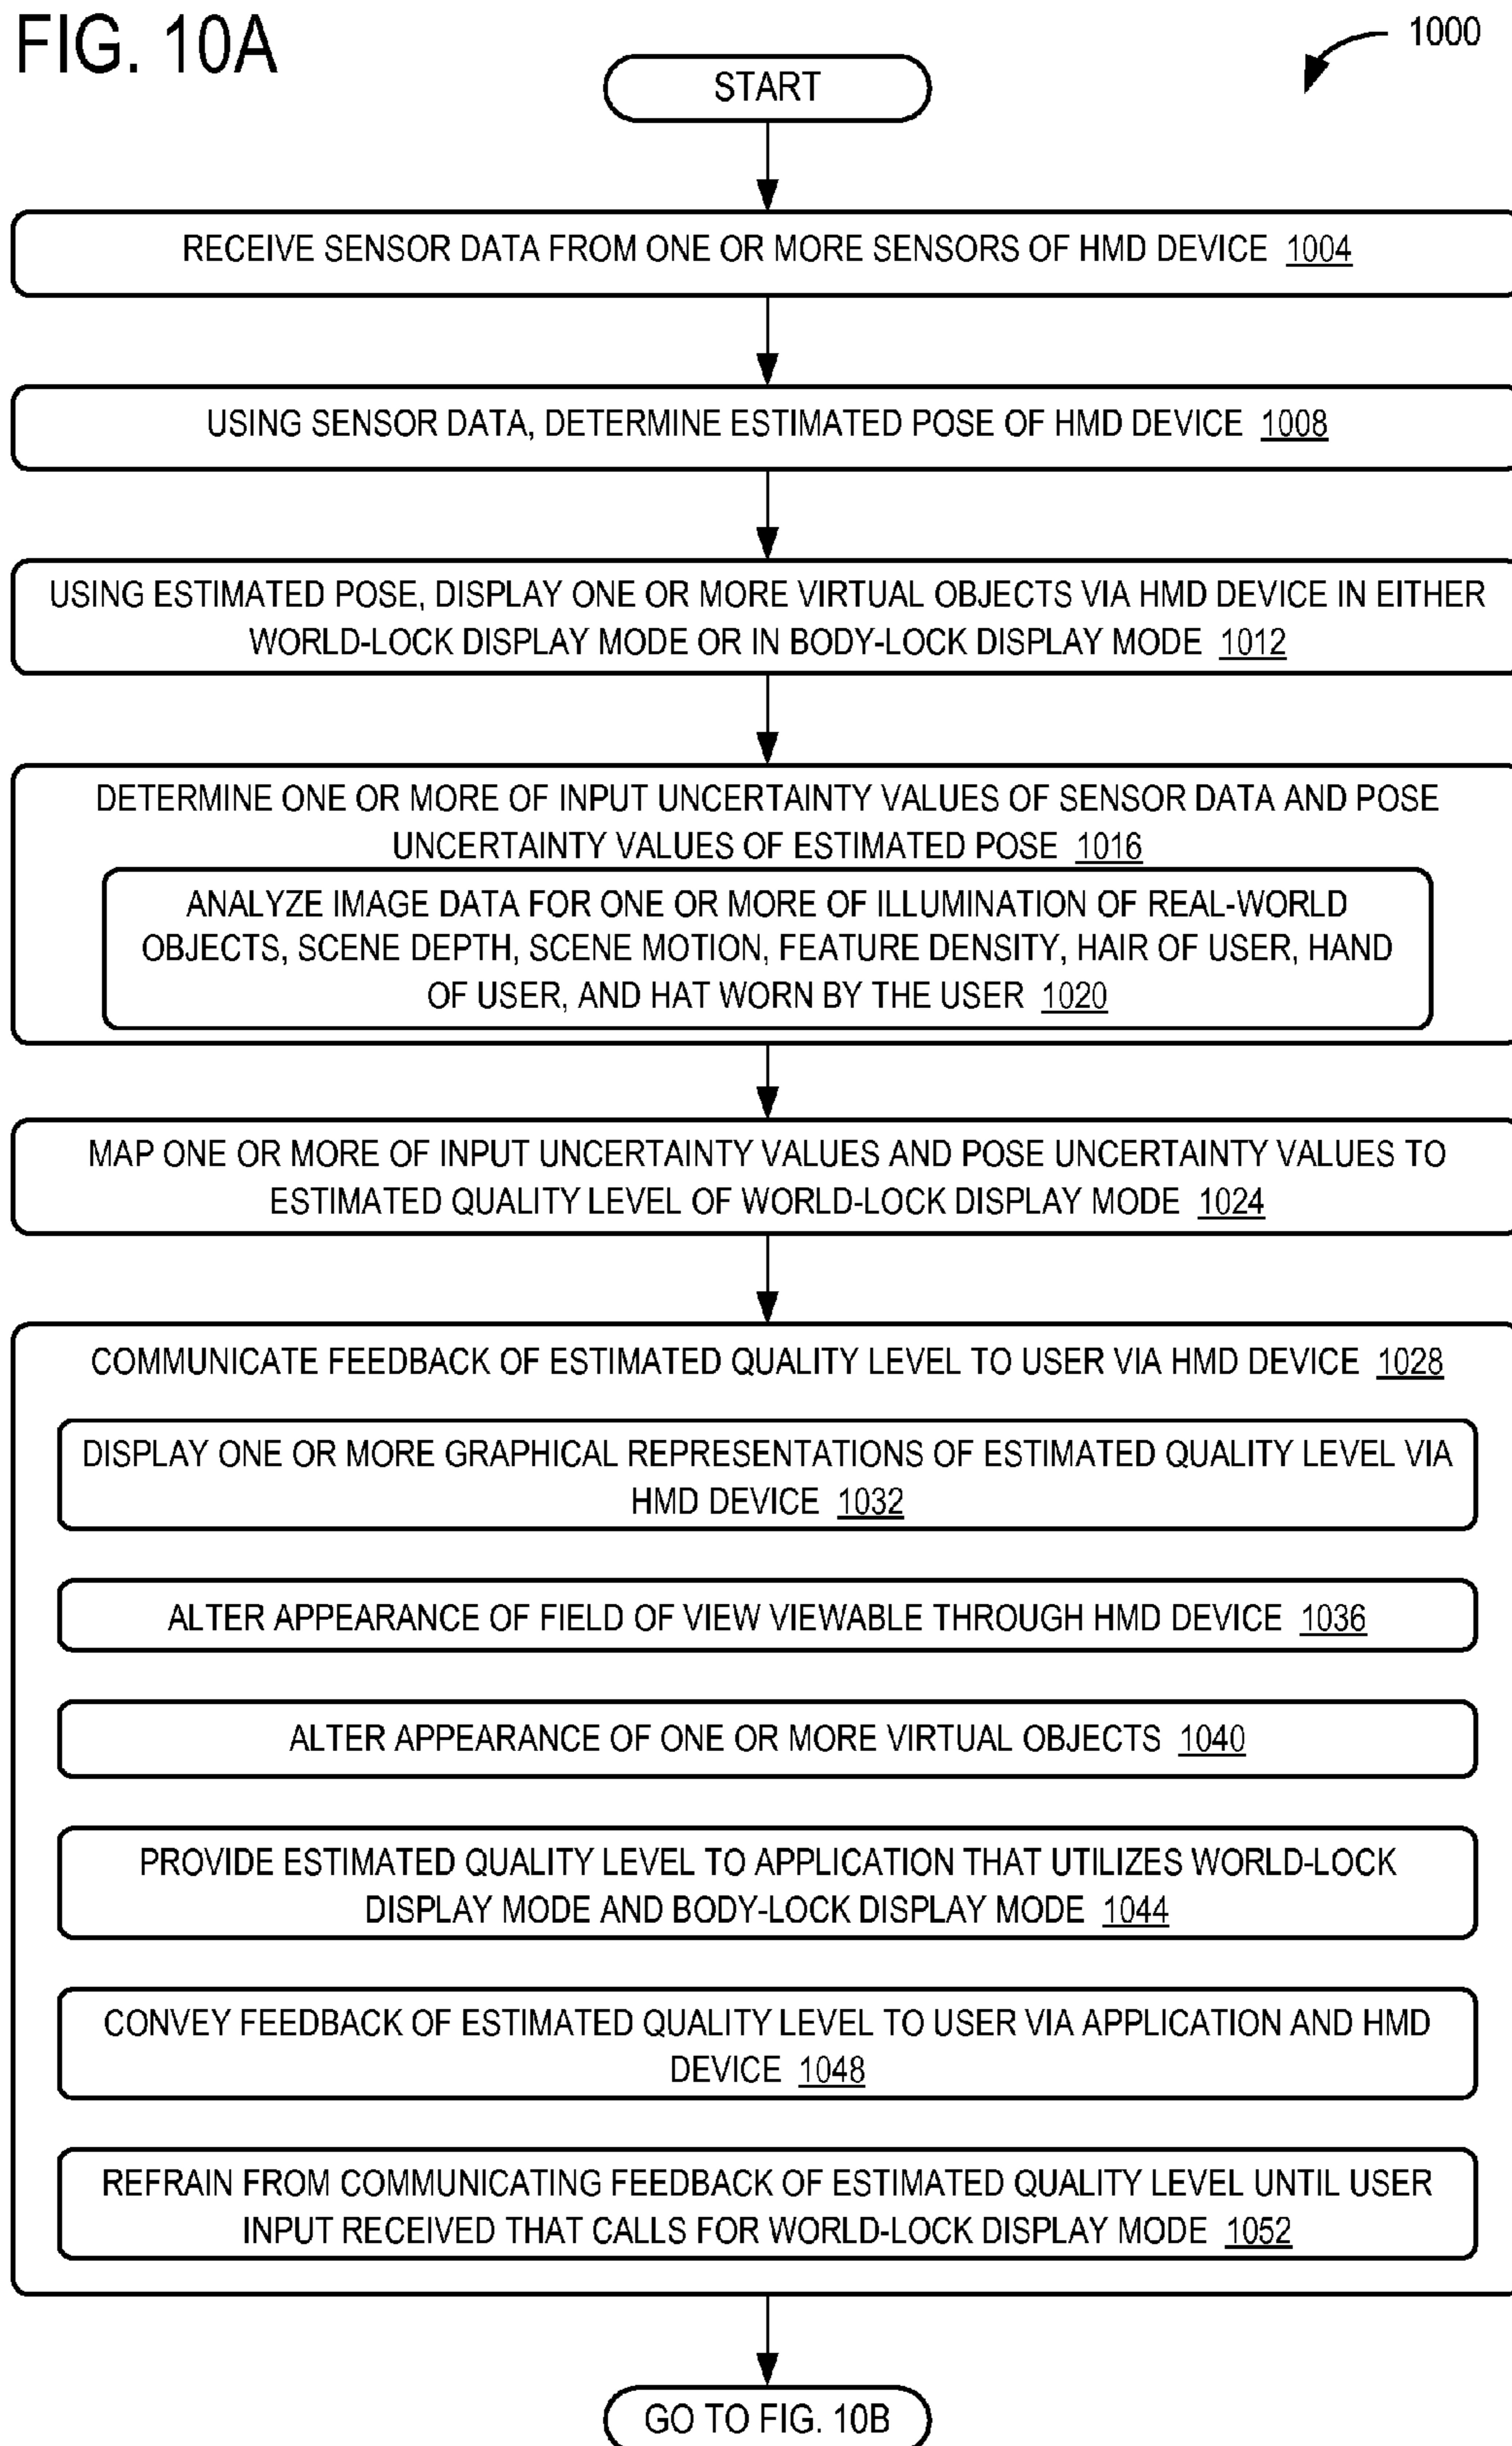 FIG. 10A
1000
START
RECEIVE SENSOR DATA FROM ONE OR MORE SENSORS OF HMD DEVICE 1004
USING SENSOR DATA, DETERMINE ESTIMATED POSE OF HMD DEVICE 1008
USING ESTIMATED POSE, DISPLAY ONE OR MORE VIRTUAL OBJECTS VIA HMD DEVICE IN EITHER
WORLD-LOCK DISPLAY MODE OR IN BODY-LOCK DISPLAY MODE 1012
DETERMINE ONE OR MORE OF INPUT UNCERTAINTY VALUES OF SENSOR DATA AND POSE
UNCERTAINTY VALUES OF ESTIMATED POSE 1016
ANALYZE IMAGE DATA FOR ONE OR MORE OF ILLUMINATION OF REAL-WORLD
OBJECTS, SCENE DEPTH, SCENE MOTION, FEATURE DENSITY, HAIR OF USER, HAND
OF USER, AND HAT WORN BY THE USER 1020
MAP ONE OR MORE OF INPUT UNCERTAINTY VALUES AND POSE UNCERTAINTY VALUES TO
ESTIMATED QUALITY LEVEL OF WORLD-LOCK DISPLAY MODE 1024
COMMUNICATE FEEDBACK OF ESTIMATED QUALITY LEVEL TO USER VIA HMD DEVICE 1028
DISPLAY ONE OR MORE GRAPHICAL REPRESENTATIONS OF ESTIMATED QUALITY LEVEL VIA
HMD DEVICE 1032
ALTER APPEARANCE OF FIELD OF VIEW VIEWABLE THROUGH HMD DEVICE 1036
ALTER APPEARANCE OF ONE OR MORE VIRTUAL OBJECTS 1040
PROVIDE ESTIMATED QUALITY LEVEL TO APPLICATION THAT UTILIZES WORLD-LOCK
DISPLAY MODE AND BODY-LOCK DISPLAY MODE 1044
CONVEY FEEDBACK OF ESTIMATED QUALITY LEVEL TO USER VIA APPLICATION AND HMD
DEVICE 1048
REFRAIN FROM COMMUNICATING FEEDBACK OF ESTIMATED QUALITY LEVEL UNTIL USER
INPUT RECEIVED THAT CALLS FOR WORLD-LOCK DISPLAY MODE 1052
GO TO FIG. 10B